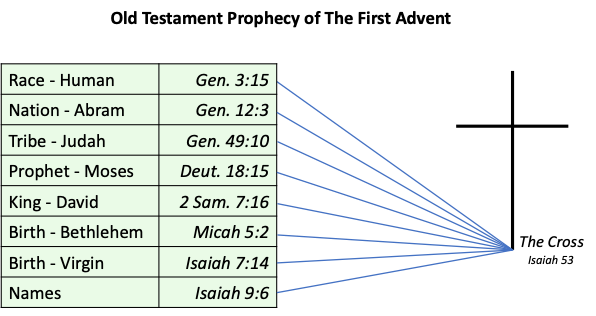 Old Testament Prophecy of The First Advent
Race - Human Gen. 3:15
Nation - Abram Gen. 12:3
Tribe - Judah Gen. 49:10
Prophet - Moses Deut. 18:15
King - David 2 Sam. 7:16
Birth - Bethlehem Micah 5:2
Birth - Virgin Isaiah 7:14
Names Isaiah 9:6
The Cross
Isaiah 53